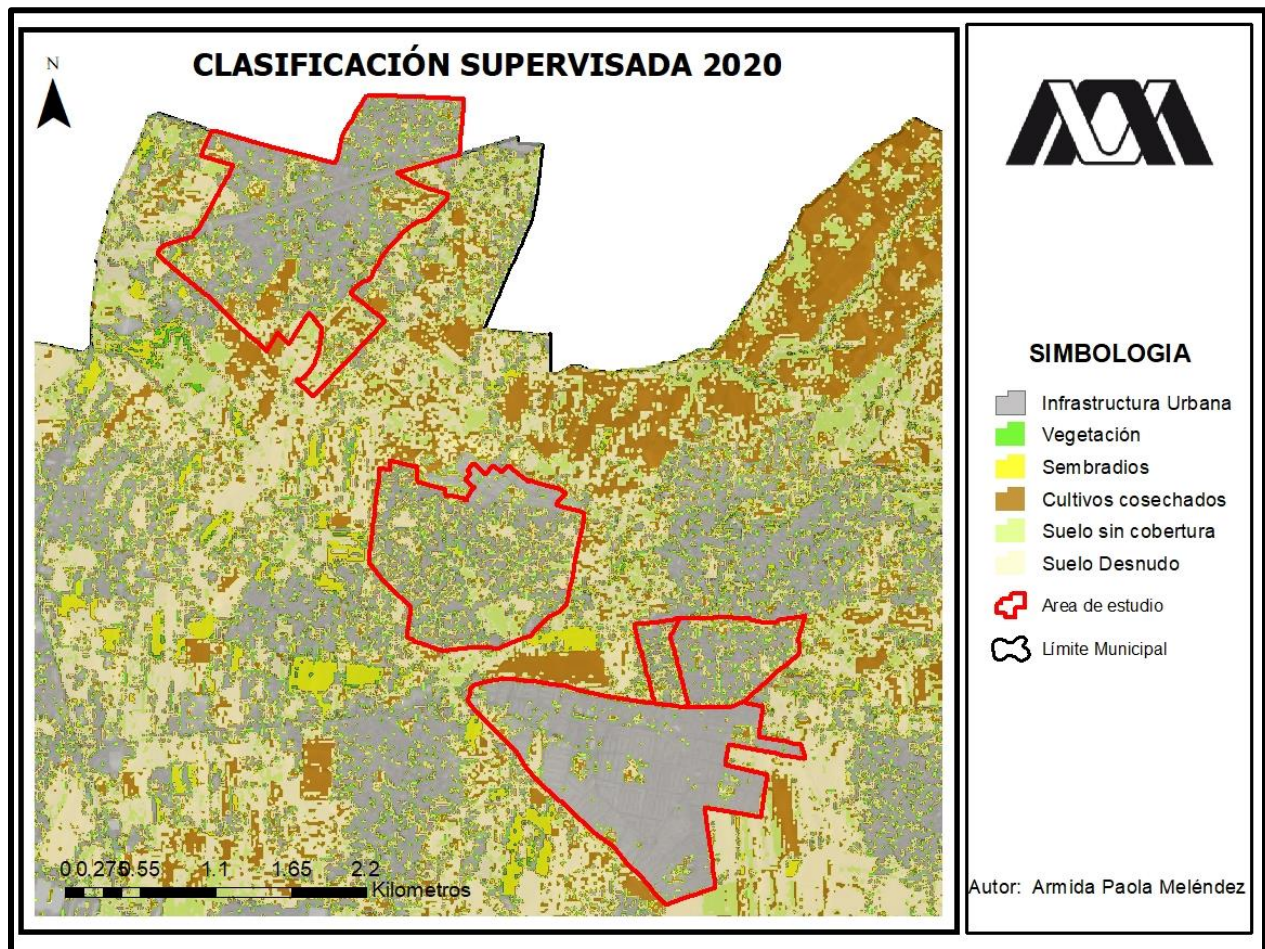 CLASIFICACIÓN SUPERVISADA 2020
N
SIMBOLOGIA
Infrastructura Urbana
Vegetación
Sembradios
Cultivos cosechados
Suelo sin cobertura
Suelo Desnudo
Area de estudio
Límite Municipal
0 0.275 0.55 1.1 1.65 2.2
Kilometros
Autor: Armida Paola Meléndez